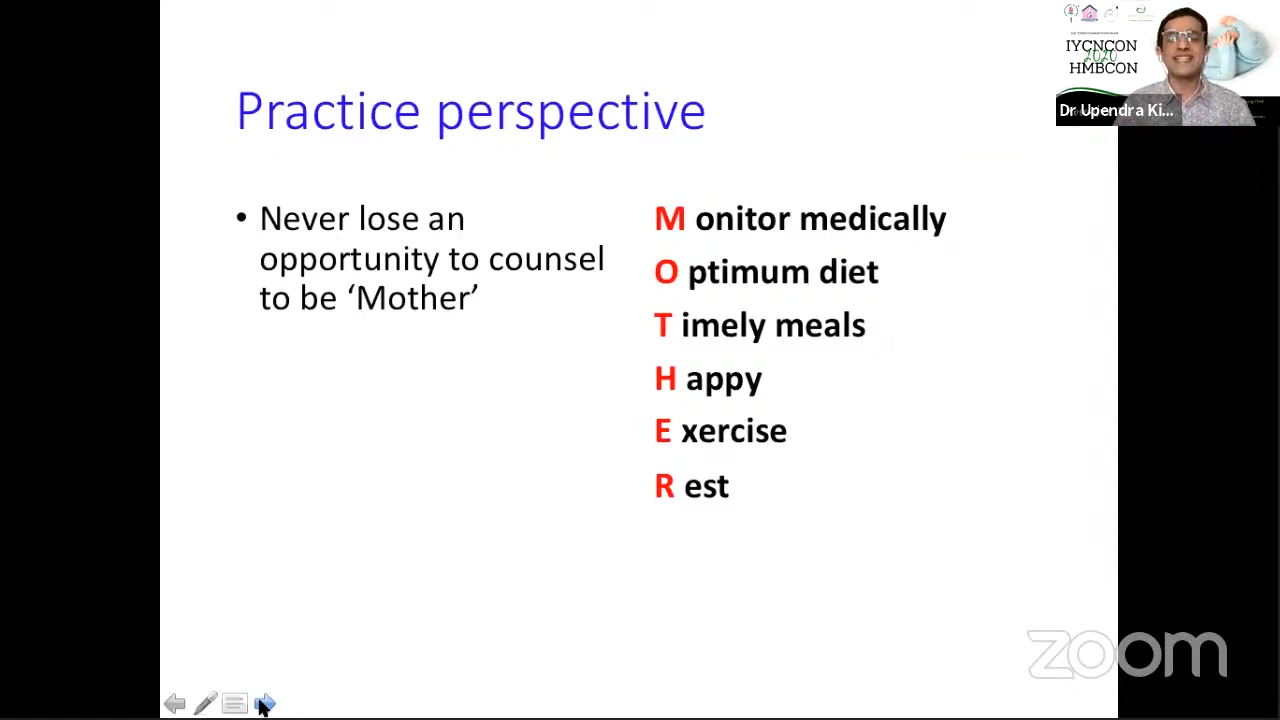 Practice perspective
• Never lose an
opportunity to counsel
to be ‘Mother’
M onitor medically
O ptimum diet
T imely meals
H appy
E xercise
R est
IYCNCON
2020
HMBCON
Dr Upendra Ki...
zoom